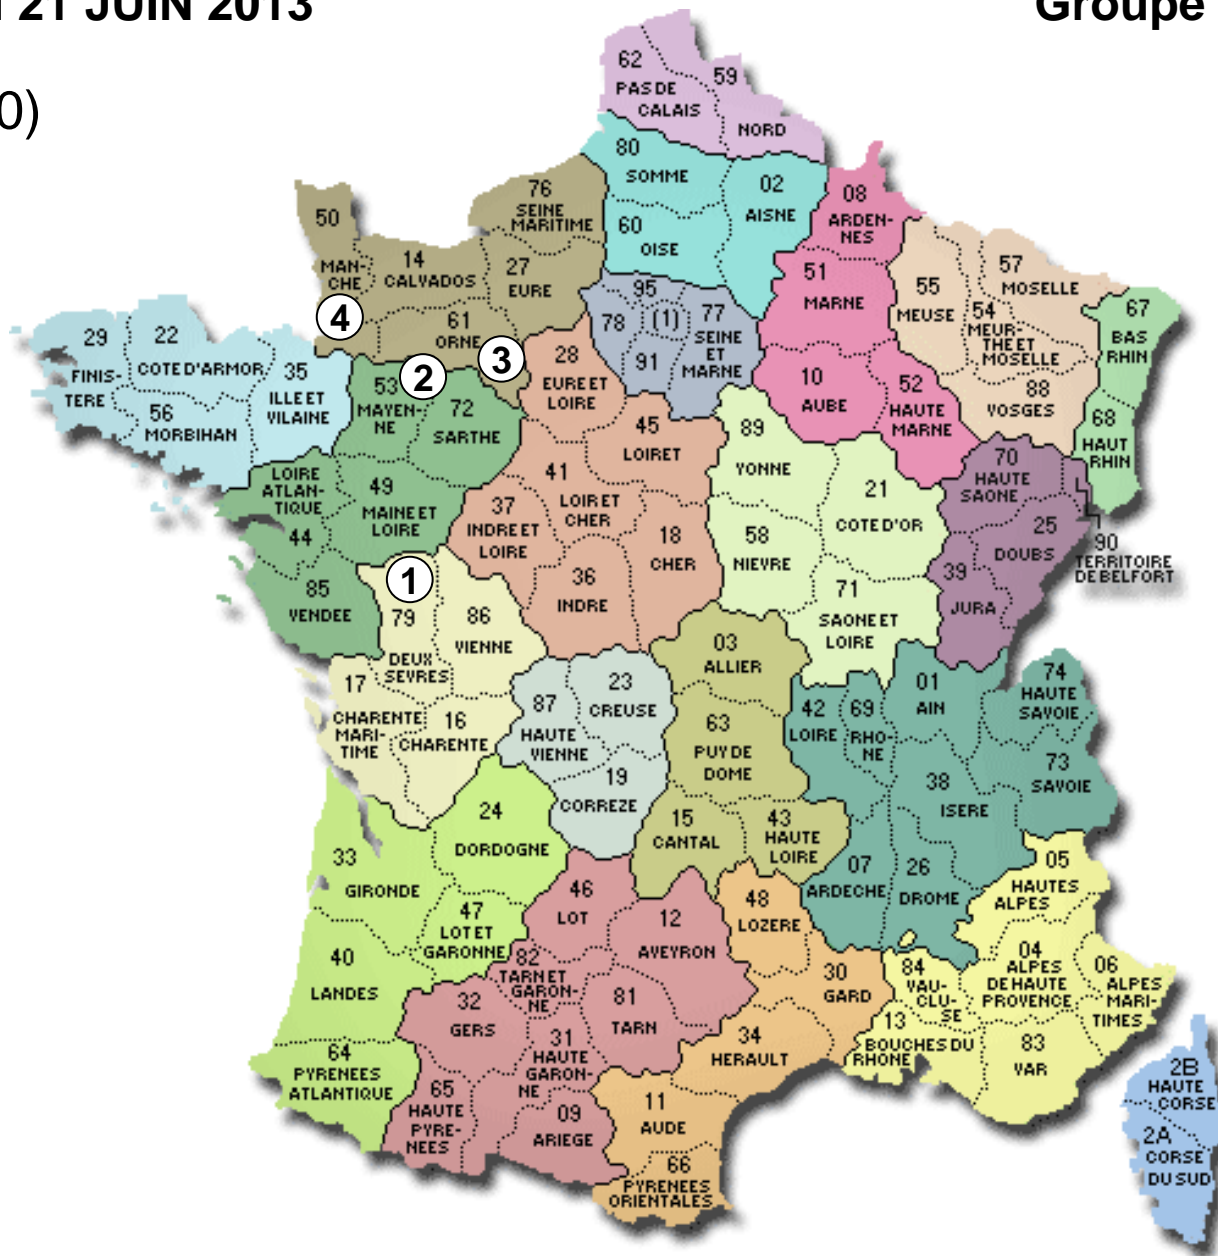 21 JUIN 2013
Groupe
0)
62
PAS DE
CALAIS
59
NORD
80
SOMME
02
AISNE
60
OISE
76
SEINE
MARITIME
50
MAN-
CHE
14
CALVADOS
27
EURE
61
ORNE
4
3
2
08
ARDEN-
NES
51
MARNE
10
AUBE
52
HAUTE
MARNE
55
MEUSE
54
MEUR-
THE ET
MOSELLE
57
MOSELLE
88
VOSGES
67
BAS
RHIN
68
HAUT
RHIN
95
78
(1)
77
SEINE
ET
MARNE
91
29
FINIS-
TERE
22
COTE D'ARMOR
56
MORBIHAN
35
ILLE ET
VILAINE
53
MAYEN-
NE
72
SARTHE
LOIRE
ATLAN-
TIQUE
44
49
MAINE ET
LOIRE
85
VENDEE
28
EURE ET
LOIRE
45
LOIRET
41
LOIR ET
CHER
37
INDRE ET
LOIRE
18
CHER
36
INDRE
89
YONNE
21
COTE D'OR
58
NIEVRE
71
SAONE ET
LOIRE
70
HAUTE
SAONE
25
DOUBS
39
JURA
90
TERRITOIRE
DE BELFORT
1
79
DEUX
SEVRES
86
VIENNE
17
CHARENTE
MARI-
TIME
16
CHARENTE
87
HAUTE
VIENNE
23
CREUSE
19
CORREZE
03
ALLIER
63
PUY DE
DOME
15
CANTAL
43
HAUTE
LOIRE
42
LOIRE
69
RHO-
NE
01
AIN
74
HAUTE
SAVOIE
73
SAVOIE
38
ISERE
07
ARDECHE
26
DROME
33
GIRONDE
24
DORDOGNE
47
LOT ET
GARONNE
40
LANDES
64
PYRENEES
ATLANTIQUE
46
LOT
12
AVEYRON
82
TARN ET
GARON-
NE
32
GERS
81
TARN
31
HAUTE
GARON-
NE
65
HAUTE
PYRE-
NEES
09
ARIEGE
48
LOZERE
30
GARD
34
HERAULT
11
AUDE
66
PYRENEES
ORIENTALES
05
HAUTES
ALPES
04
ALPES
DE HAUTE
PROVENCE
06
ALPES
MARI-
TIMES
84
VAU-
CLU-
SE
13
BOUCHES DU
RHONE
83
VAR
2B
HAUTE
CORSE
2A
CORSE
DU SUD